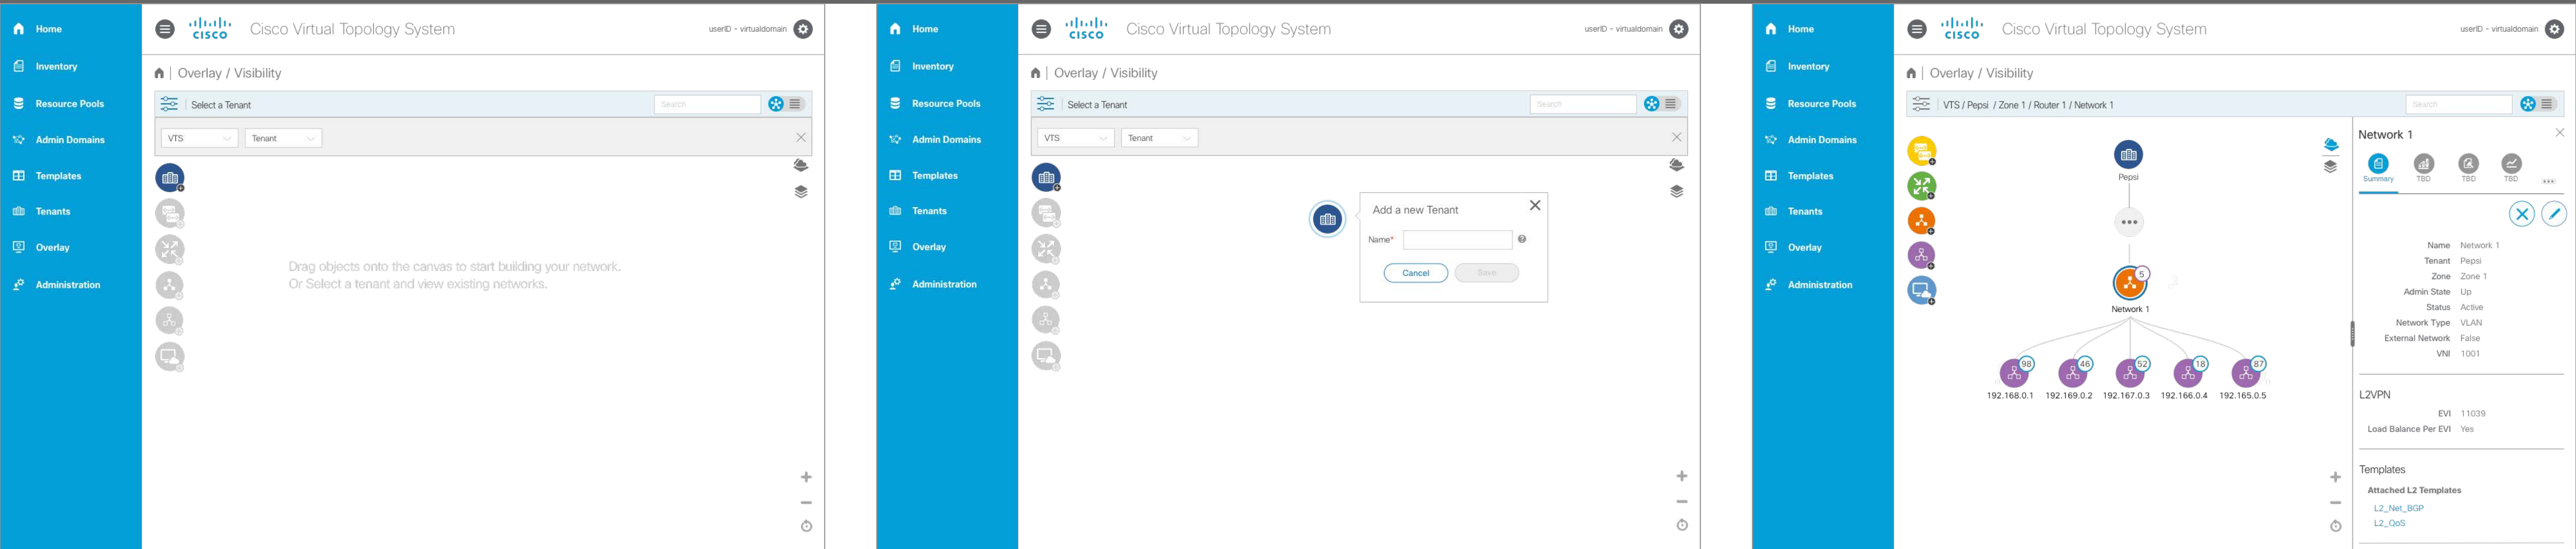 Home
Inventory
Resource Pools
Admin Domains
Templates
Tenants
Overlay
Administration
CISCO
Cisco Virtual Topology System
userID - virtualdomain
Overlay / Visibility
Select a Tenant
Search
VTS
Tenant
Drag objects onto the canvas to start building your network.
Or Select a tenant and view existing networks.
Home
Inventory
Resource Pools
Admin Domains
Templates
Tenants
Overlay
Administration
CISCO
Cisco Virtual Topology System
userID - virtualdomain
Overlay / Visibility
Select a Tenant
Search
VTS
Tenant
Add a new Tenant
Name*
Cancel
Save
Home
Inventory
Resource Pools
Admin Domains
Templates
Tenants
Overlay
Administration
CISCO
Cisco Virtual Topology System
userID - virtualdomain
Overlay / Visibility
VTS / Pepsi / Zone 1 / Router 1 / Network 1
Search
Pepsi
5
Network 1
98
46
52
18
87
192.168.0.1
192.169.0.2
192.167.0.3
192.166.0.4
192.165.0.5
Network 1
Summary
TBD
TBD
TBD
Name Network 1
Tenant Pepsi
Zone Zone 1
Admin State Up
Status Active
Network Type VLAN
External Network False
VNI 1001
L2VPN
EVI 11039
Load Balance Per EVI Yes
Templates
Attached L2 Templates
L2_Net_BGP
L2_QoS